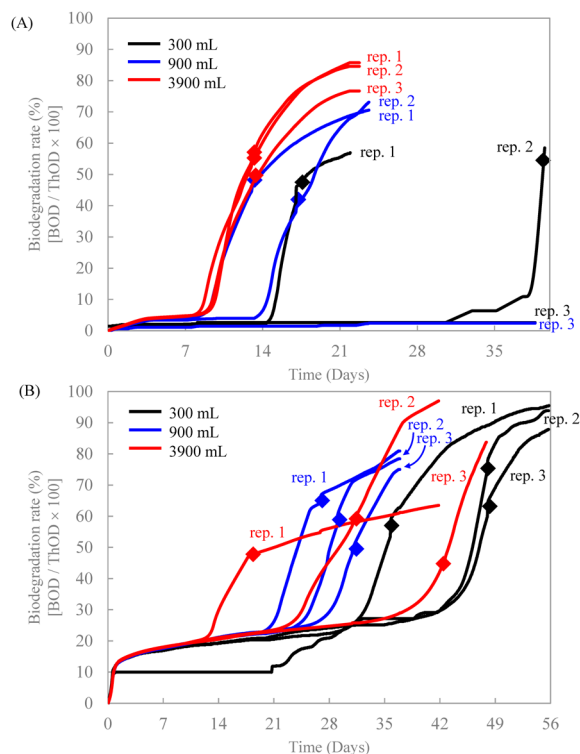 (A)
300 mL
900 mL
3900 mL
rep. 1
rep. 2
rep. 3
rep. 2
rep. 1
rep. 1
rep. 2
rep. 3
rep. 3
Biodegradation rate (%)
[BOD / ThOD × 100]
100
90
80
70
60
50
40
30
20
10
0
0 7 14 21 28 35
Time (Days)
(B)
300 mL
900 mL
3900 mL
rep. 2
rep. 1
rep. 2
rep. 2
rep. 3
rep. 1
rep. 3
rep. 3
rep. 1
Biodegradation rate (%)
[BOD / ThOD × 100]
100
90
80
70
60
50
40
30
20
10
0
0 7 14 21 28 35 42 49 56
Time (Days)